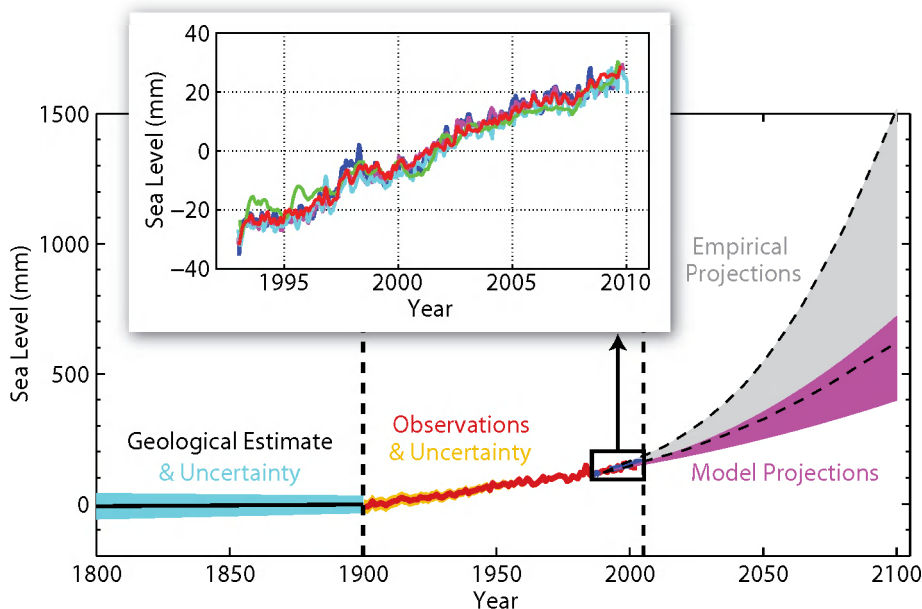 40
20
0
−20
−40
Sea Level (mm)
1995
2000
2005
2010
Year
1500
1000
500
0
Sea Level (mm)
Empirical
Projections
Geological Estimate
& Uncertainty
Observations
& Uncertainty
Model Projections
1800
1850
1900
1950
2000
2050
2100
Year